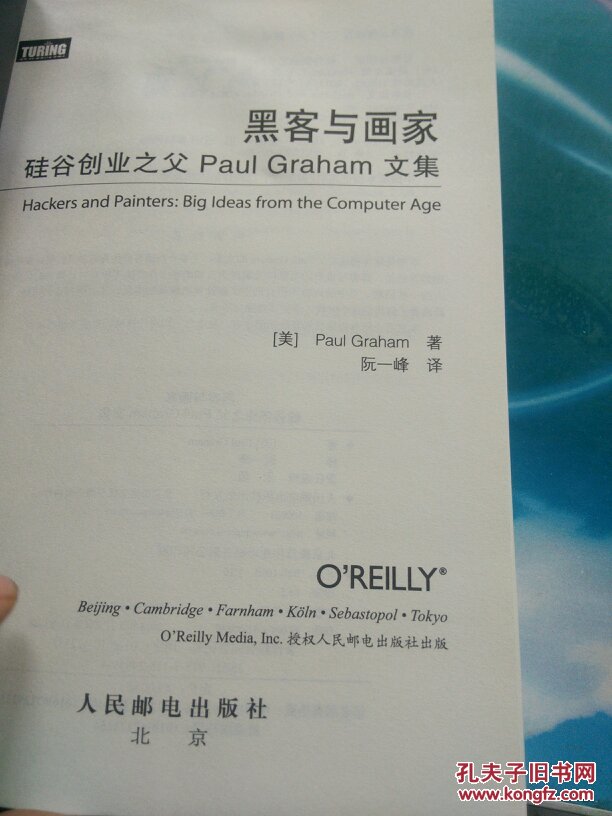 TURING
黑客与画家
硅谷创业之父 Paul Graham 文集
Hackers and Painters: Big Ideas from the Computer Age
[美] Paul Graham 著
阮一峰 译
O'REILLY®
Beijing • Cambridge • Farnham • Köln • Sebastopol • Tokyo
O'Reilly Media, Inc. 授权人民邮电出版社出版
人民邮电出版社
北 京
孔夫子旧书网
www.kongfz.com